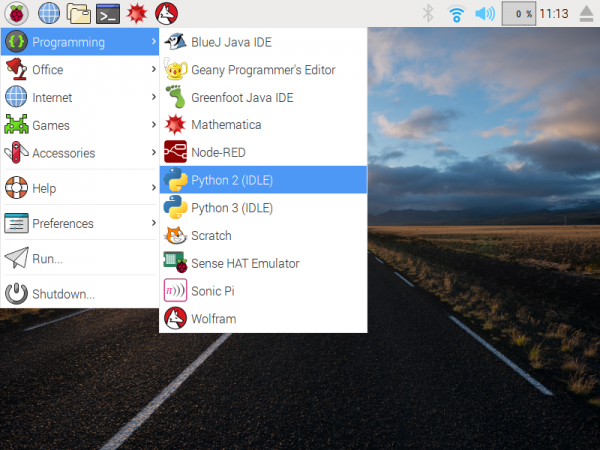 0 % 11:13
Programming
Office
Internet
Games
Accessories
Help
Preferences
Run...
Shutdown...
BlueJ Java IDE
Geany Programmer's Editor
Greenfoot Java IDE
Mathematica
Node-RED
Python 2 (IDLE)
Python 3 (IDLE)
Scratch
Sense HAT Emulator
Sonic Pi
Wolfram